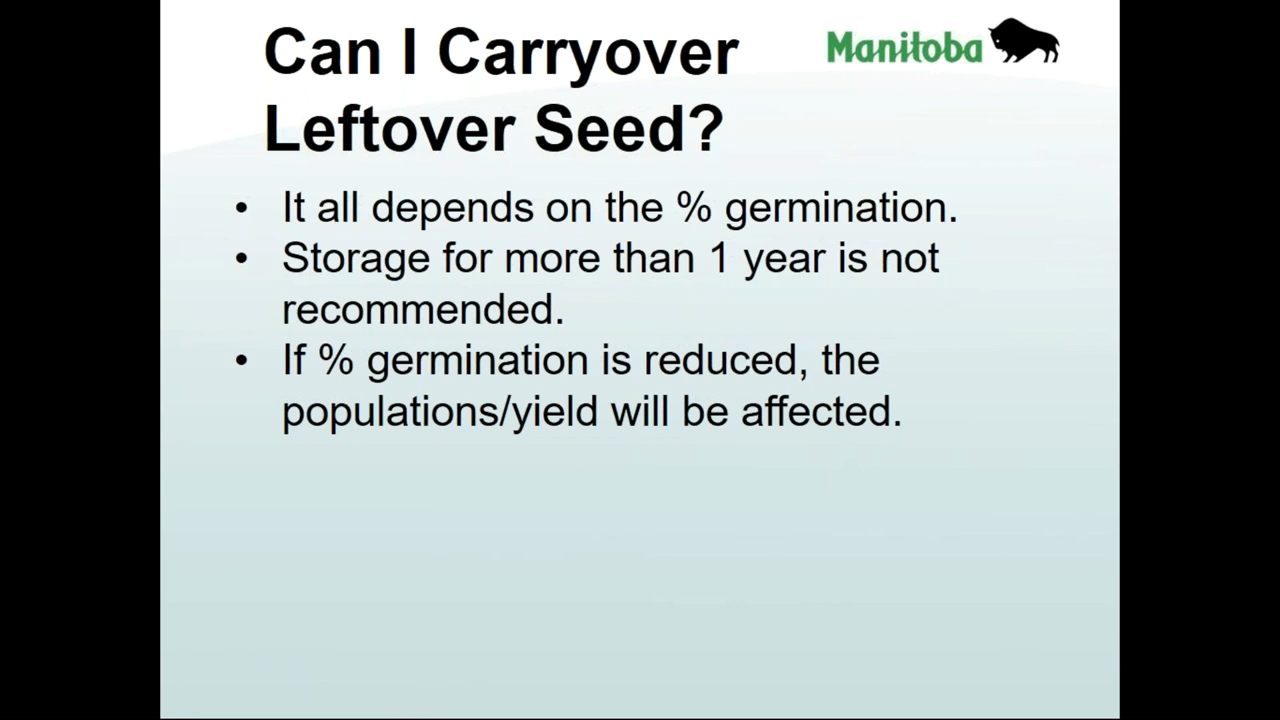 Can I Carryover
Leftover Seed?
Manitoba
• It all depends on the % germination.
• Storage for more than 1 year is not
recommended.
• If % germination is reduced, the
populations/yield will be affected.